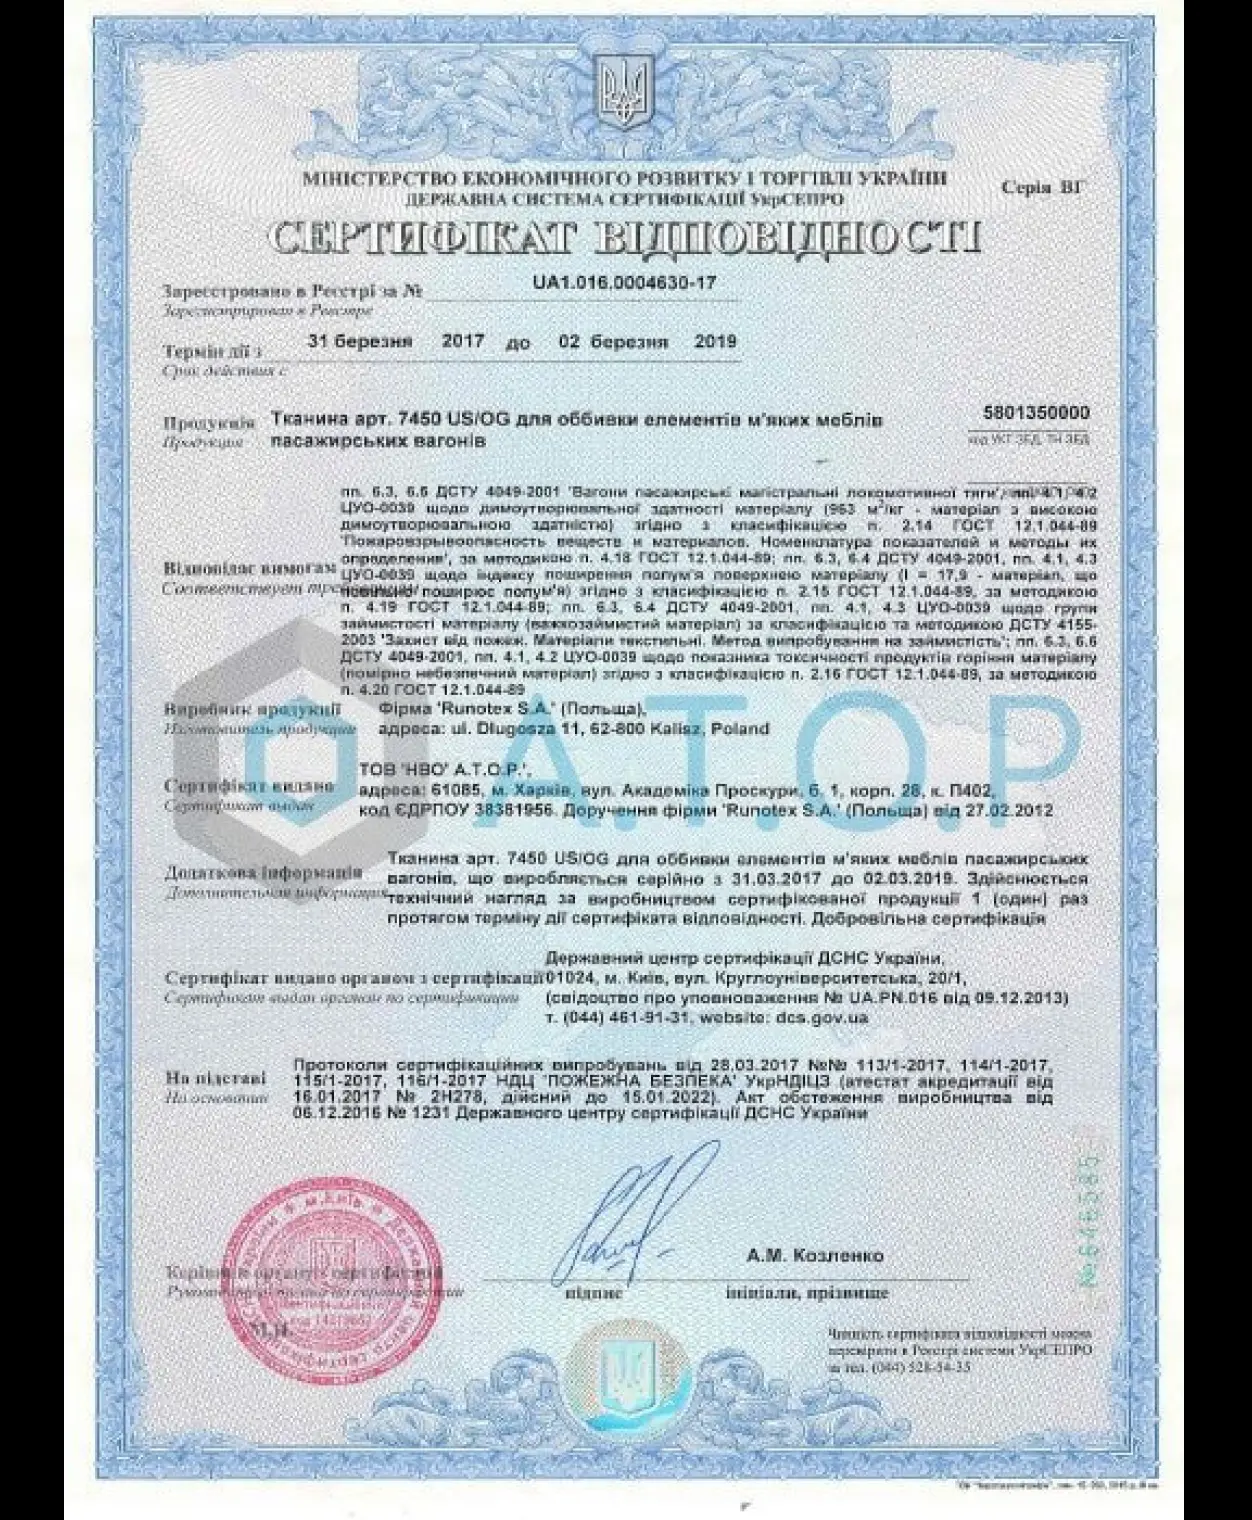 МІНІСТЕРСТВО ЕКОНОМІЧНОГО РОЗВИТКУ І ТОРГІВЛІ УКРАЇНИ
ДЕРЖАВНА СИСТЕМА СЕРТИФІКАЦІЇ УкрСЕПРО
Серія ВГ
СЕРТИФІКАТ ВІДПОВІДНОСТІ
Зареєстровано в Реєстрі за № UA1.016.0004630-17
Зарегистрирован в Реестре
Термін дії з 31 березня 2017 до 02 березня 2019
Срок действия с
Продукція Тканина арт. 7450 US/OG для оббивки елементів м'яких меблів 5801350000
Продукция пасажирських вагонів код УКТ ЗЕД, ТН ЗЕД
пп. 6.3, 6.6 ДСТУ 4049-2001 'Вагони пасажирські магістральні локомотивної тяги', пп. 4.1, 4.2
ЦУО-0039 щодо димоутворювальної здатності матеріалу (963 м²/кг - матеріал з високою
димоутворювальною здатністю) згідно з класифікацією п. 2.14 ГОСТ 12.1.044-89
'Пожаровзрывоопасность веществ и материалов. Номенклатура показателей и методы их
определения', за методикою п. 4.18 ГОСТ 12.1.044-89; пп. 6.3, 6.4 ДСТУ 4049-2001, пп. 4.1, 4.3
Відповідає вимогам ЦУО-0039 щодо індексу поширення полум'я поверхнею матеріалу (І = 17,9 - матеріал, що
Соответствует повільно поширює полум'я) згідно з класифікацією п. 2.15 ГОСТ 12.1.044-89, за методикою
п. 4.19 ГОСТ 12.1.044-89; пп. 6.3, 6.4 ДСТУ 4049-2001, пп. 4.1, 4.3 ЦУО-0039 щодо групи
займистості матеріалу (важкозаймистий матеріал) за класифікацією та методикою ДСТУ 4155-
2003 'Захист від пожеж. Матеріали текстильні. Метод випробування на займистість'; пп. 6.3, 6.6
ДСТУ 4049-2001, пп. 4.1, 4.2 ЦУО-0039 щодо показника токсичності продуктів горіння матеріалу
(помірно небезпечний матеріал) згідно з класифікацією п. 2.16 ГОСТ 12.1.044-89, за методикою
п. 4.20 ГОСТ 12.1.044-89
Виробник продукції Фірма 'Runotex S.A.' (Польща),
Изготовитель продукции адреса: ul. Długosza 11, 62-800 Kalisz, Poland
А.Т.О.Р
Сертифікат видано ТОВ 'НВО' А.Т.О.Р.',
Сертификат выдан адреса: 61085, м. Харків, вул. Академіка Проскури, б. 1, корп. 28, к. П402,
код ЄДРПОУ 38381956. Доручення фірми 'Runotex S.A.' (Польща) від 27.02.2012
Додаткова інформація Тканина арт. 7450 US/OG для оббивки елементів м'яких меблів пасажирських
Дополнительная информация вагонів, що виробляється серійно з 31.03.2017 до 02.03.2019. Здійснюється
технічний нагляд за виробництвом сертифікованої продукції 1 (один) раз
протягом терміну дії сертифіката відповідності. Добровільна сертифікація
Державний центр сертифікації ДСНС України,
Сертифікат видано органом з сертифікації 01024, м. Київ, вул. Круглоуніверситетська, 20/1,
Сертификат выдан органом по сертификации (свідоцтво про уповноваження № UA.PN.016 від 09.12.2013)
т. (044) 461-91-31, website: dcs.gov.ua
На підставі Протоколи сертифікаційних випробувань від 28.03.2017 №№ 113/1-2017, 114/1-2017,
На основании 115/1-2017, 116/1-2017 НДЦ 'ПОЖЕЖНА БЕЗПЕКА' УкрНДІЦЗ (атестат акредитації від
16.01.2017 № 2Н278, дійсний до 15.01.2022). Акт обстеження виробництва від
06.12.2016 № 1231 Державного центру сертифікації ДСНС України
А.М. Козленко
Керівник органу з сертифікації
підпис
ініціали, прізвище
М.П.
Чинність сертифіката відповідності можна
перевірити в Реєстрі системи УкрСЕПРО
за тел. (044) 528-54-35